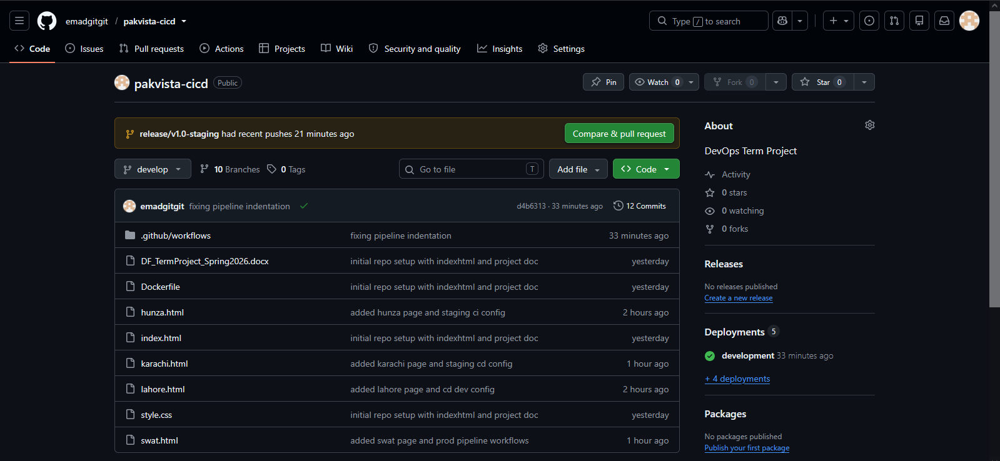 emadgitgit / pakvista-cicd
Type / to search
Code Issues Pull requests Actions Projects Wiki Security and quality Insights Settings
pakvista-cicd Public
Pin Watch 0 Fork 0 Star 0
release/v1.0-staging had recent pushes 21 minutes ago Compare & pull request
develop 10 Branches 0 Tags Go to file T Add file Code
emadgitgit fixing pipeline indentation d4b6313 · 33 minutes ago 12 Commits
.github/workflows fixing pipeline indentation 33 minutes ago
DF_TermProject_Spring2026.docx initial repo setup with indexhtml and project doc yesterday
Dockerfile initial repo setup with indexhtml and project doc yesterday
hunza.html added hunza page and staging ci config 2 hours ago
index.html initial repo setup with indexhtml and project doc yesterday
karachi.html added karachi page and staging cd config 1 hour ago
lahore.html added lahore page and cd dev config 2 hours ago
style.css initial repo setup with indexhtml and project doc yesterday
swat.html added swat page and prod pipeline workflows 1 hour ago
About
DevOps Term Project
Activity
0 stars
0 watching
0 forks
Releases
No releases published
Create a new release
Deployments 5
development 33 minutes ago
+ 4 deployments
Packages
No packages published
Publish your first package